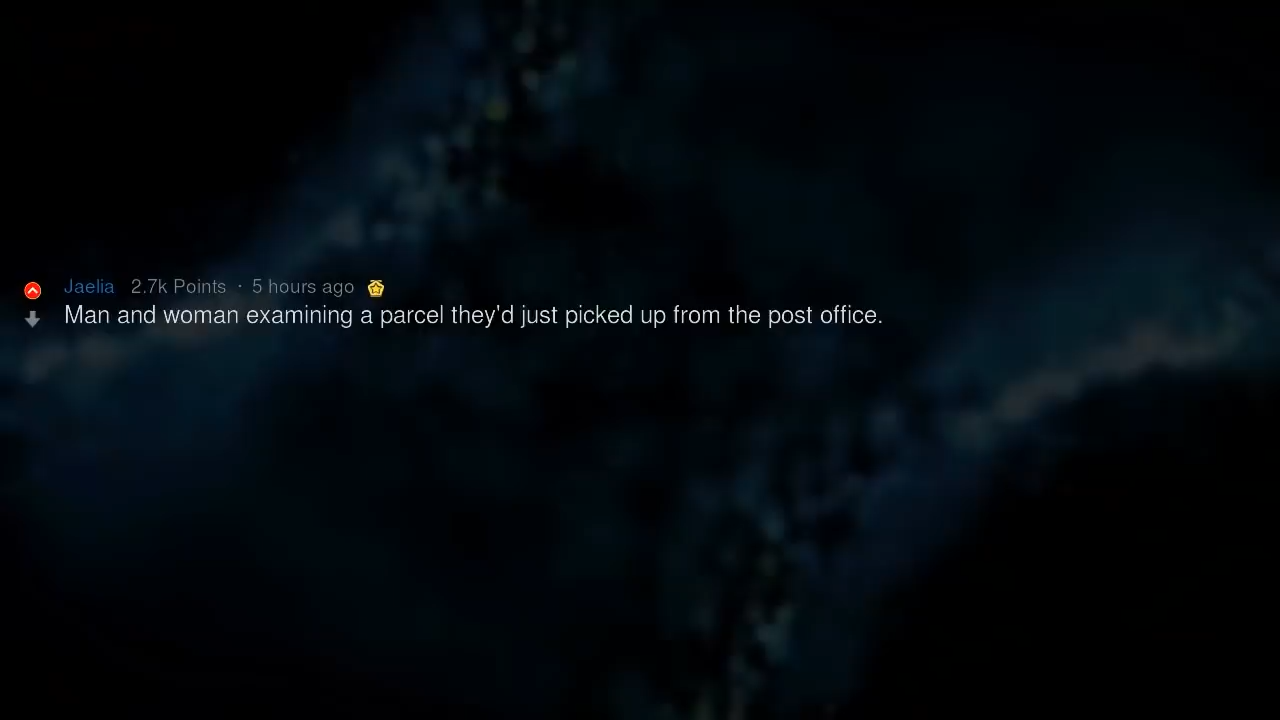 Jaelia 2.7k Points · 5 hours ago
Man and woman examining a parcel they'd just picked up from the post office.